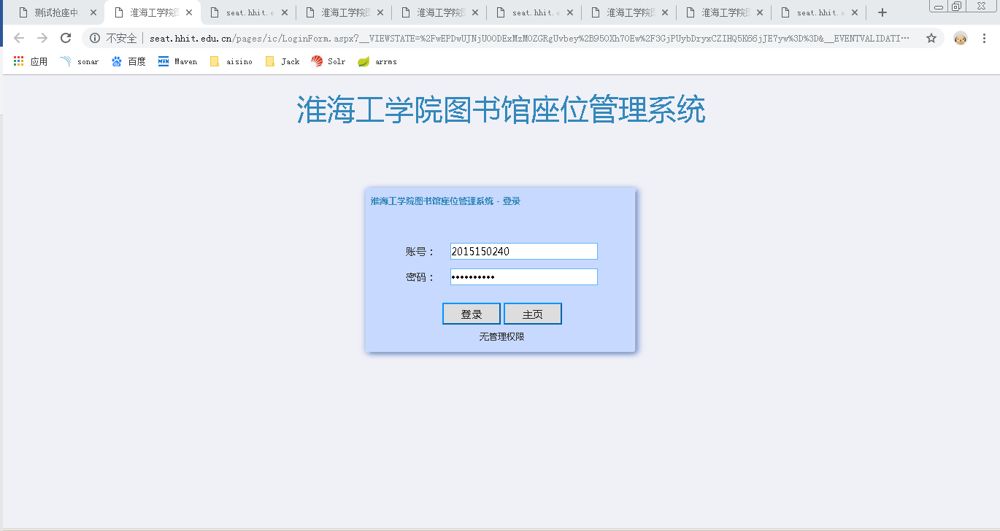 测试抢座中
淮海工学院图
seat.hhit.e
淮海工学院图
淮海工学院图
seat.hhit.e
淮海工学院图
淮海工学院图
seat.hhit.e
不安全
seat.hhit.edu.cn/pages/ic/LoginForm.aspx?__VIEWSTATE=%2FwEPDwUJNjU0ODExMzM0ZGRgUvbey%2B950Xh70Ew%2F3GjPUybDryxCZIHQ5K66jJE7yw%3D%3D&__EVENTVALIDATI…
应用
sonar
百度
Maven
aisino
Jack
Solr
arrms
淮海工学院图书馆座位管理系统
淮海工学院图书馆座位管理系统 - 登录
账号： 2015150240
密码： ••••••••••
登录 主页
无管理权限